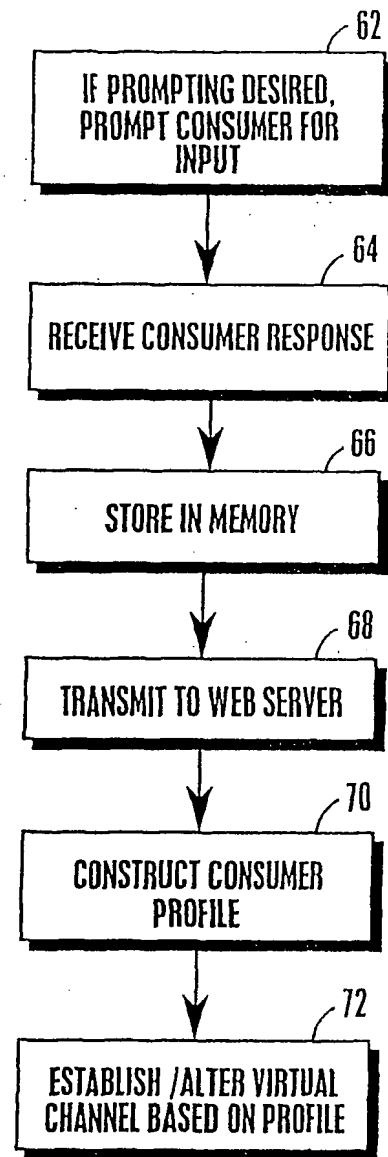 62
IF PROMPTING DESIRED,
PROMPT CONSUMER FOR
INPUT
64
RECEIVE CONSUMER RESPONSE
66
STORE IN MEMORY
68
TRANSMIT TO WEB SERVER
70
CONSTRUCT CONSUMER
PROFILE
72
ESTABLISH /ALTER VIRTUAL
CHANNEL BASED ON PROFILE